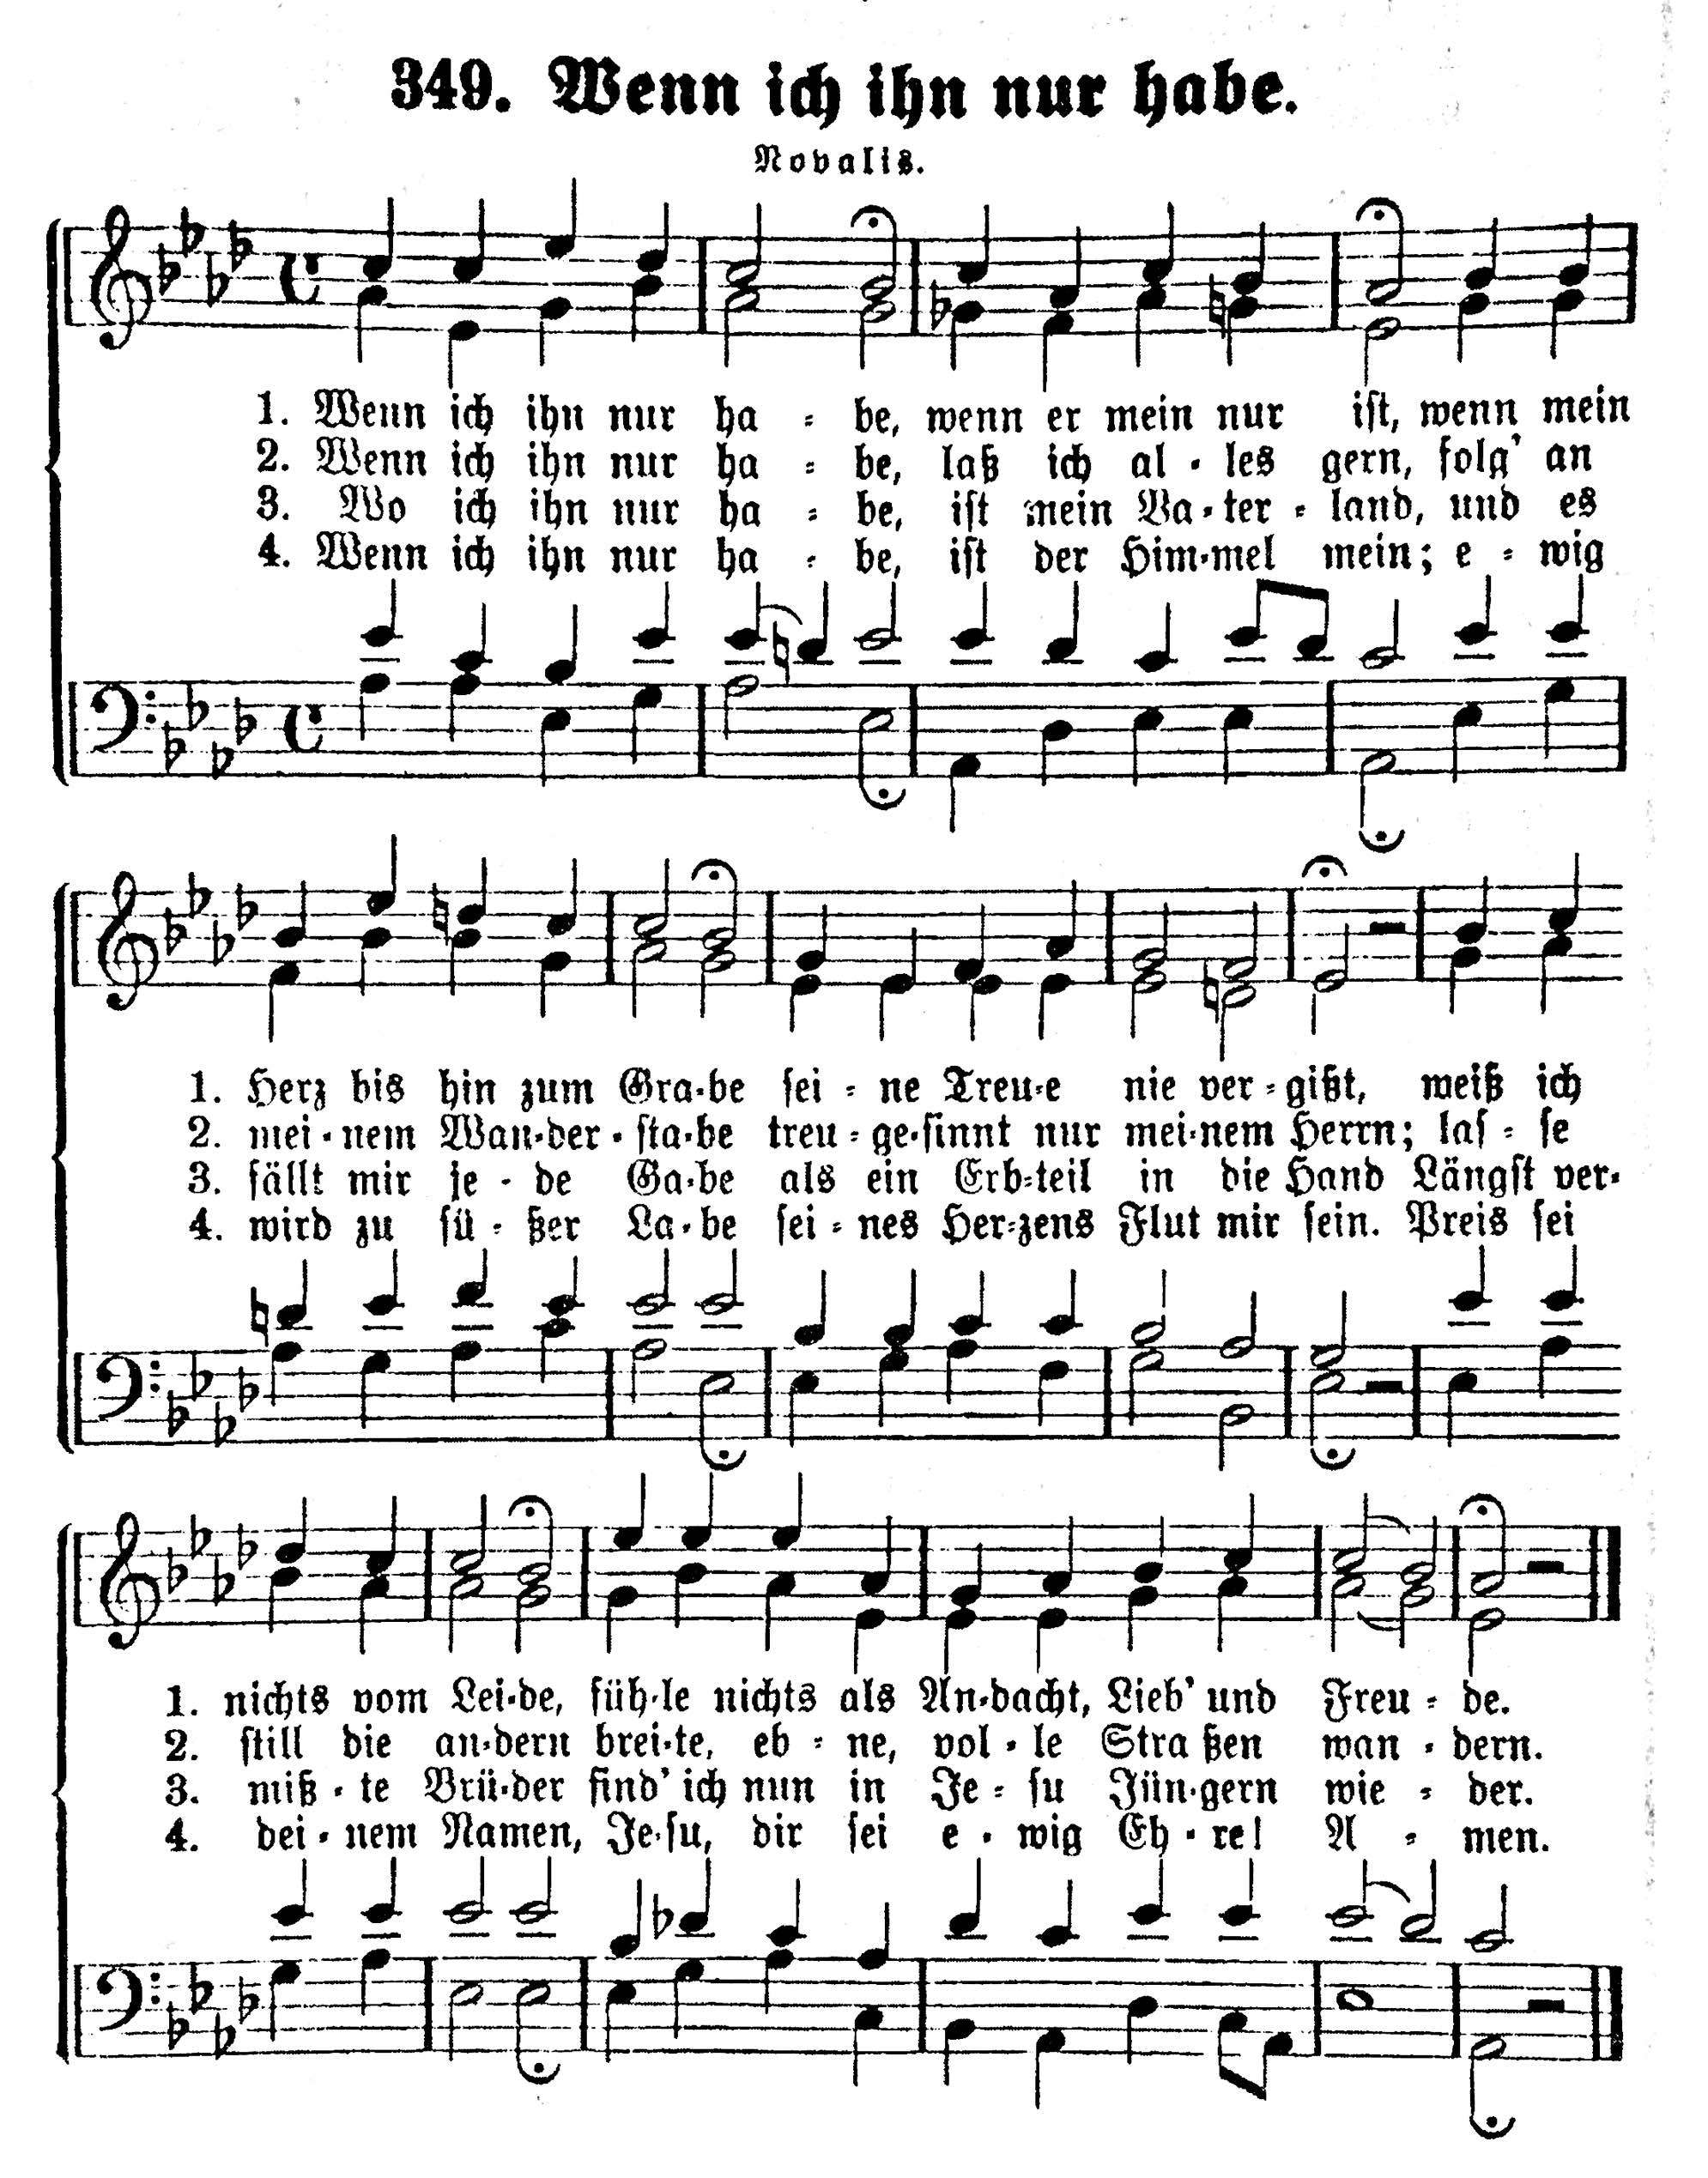 349. Wenn ich ihn nur habe.
Novalis.
1. Wenn ich ihn nur ha - be, wenn er mein nur ist, wenn mein
2. Wenn ich ihn nur ha - be, laß ich al - les gern, folg' an
3. Wo ich ihn nur ha - be, ist mein Va-ter - land, und es
4. Wenn ich ihn nur ha - be, ist der Him-mel mein; e - wig
1. Herz bis hin zum Gra-be sei - ne Treu-e nie ver-gißt, weiß ich
2. mei-nem Wan-der-sta-be treu-ge-sinnt nur mei-nem Herrn; las - se
3. fällt mir je - de Ga-be als ein Erb-teil in die Hand Längst ver-
4. wird zu sü - ßer La-be sei - nes Her-zens Flut mir sein. Preis sei
1. nichts vom Lei-de, füh-le nichts als An-dacht, Lieb' und Freu - de.
2. still die an-dern brei-te, eb - ne, vol - le Stra ßen wan - dern.
3. miß - te Brü-der find' ich nun in Je - su Jün-gern wie - der.
4. dei - nem Namen, Je-su, dir sei e - wig Eh - re! A - men.